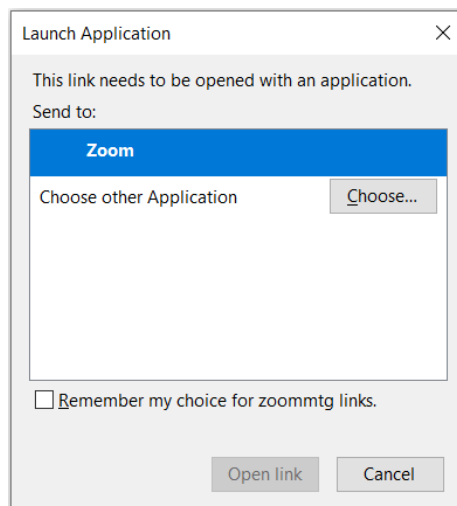 Launch Application
This link needs to be opened with an application.
Send to:
Zoom
Choose other Application
Choose...
Remember my choice for zoommtg links.
Open link
Cancel